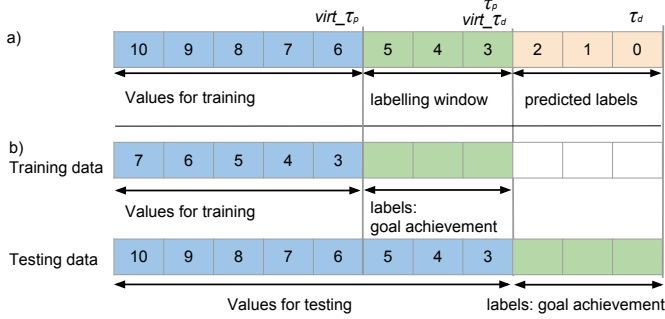 τp
virt_τp virt_τd τd
a)
10 9 8 7 6 5 4 3 2 1 0
Values for training labelling window predicted labels
b)
Training data 7 6 5 4 3
Values for training labels:
goal achievement
Testing data 10 9 8 7 6 5 4 3
Values for testing labels: goal achievement